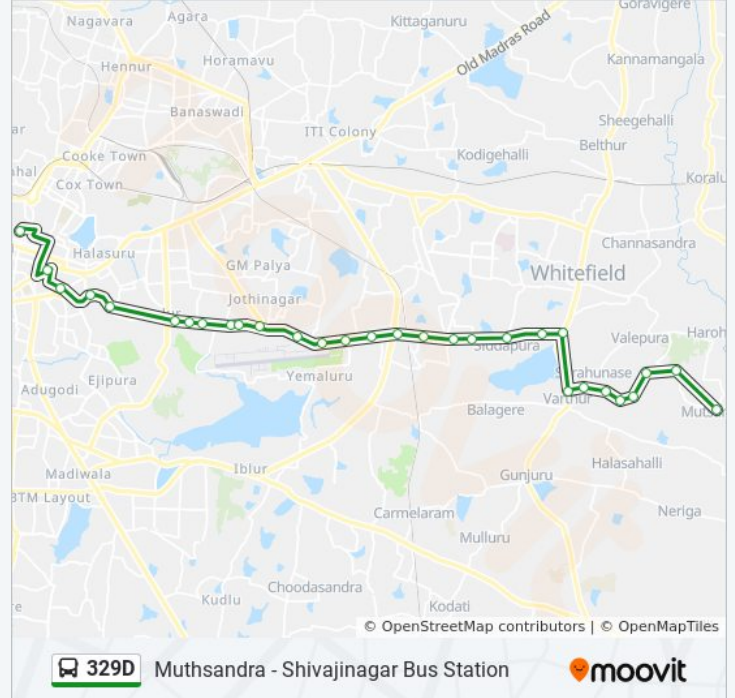 Nagavara
Agara
Kittaganuru
Goravigere
Old Madras Road
Hennur
Horamavu
Kannamangala
Banaswadi
ITI Colony
Sheegehalli
Belthur
Cooke Town
Kodigehalli
Cox Town
Channasandra
Halasuru
GM Palya
Whitefield
Jothinagar
Valepura
Siddapura
Yemaluru
Adugodi
Ejipura
Varthur
Balagere
Halasahalli
Madiwala
Iblur
Gunjuru
BTM Layout
Carmelaram
Neriga
Mulluru
Choodasandra
Kudlu
Kodati
© OpenStreetMap contributors | © OpenMapTiles
329D Muthsandra - Shivajinagar Bus Station moovit